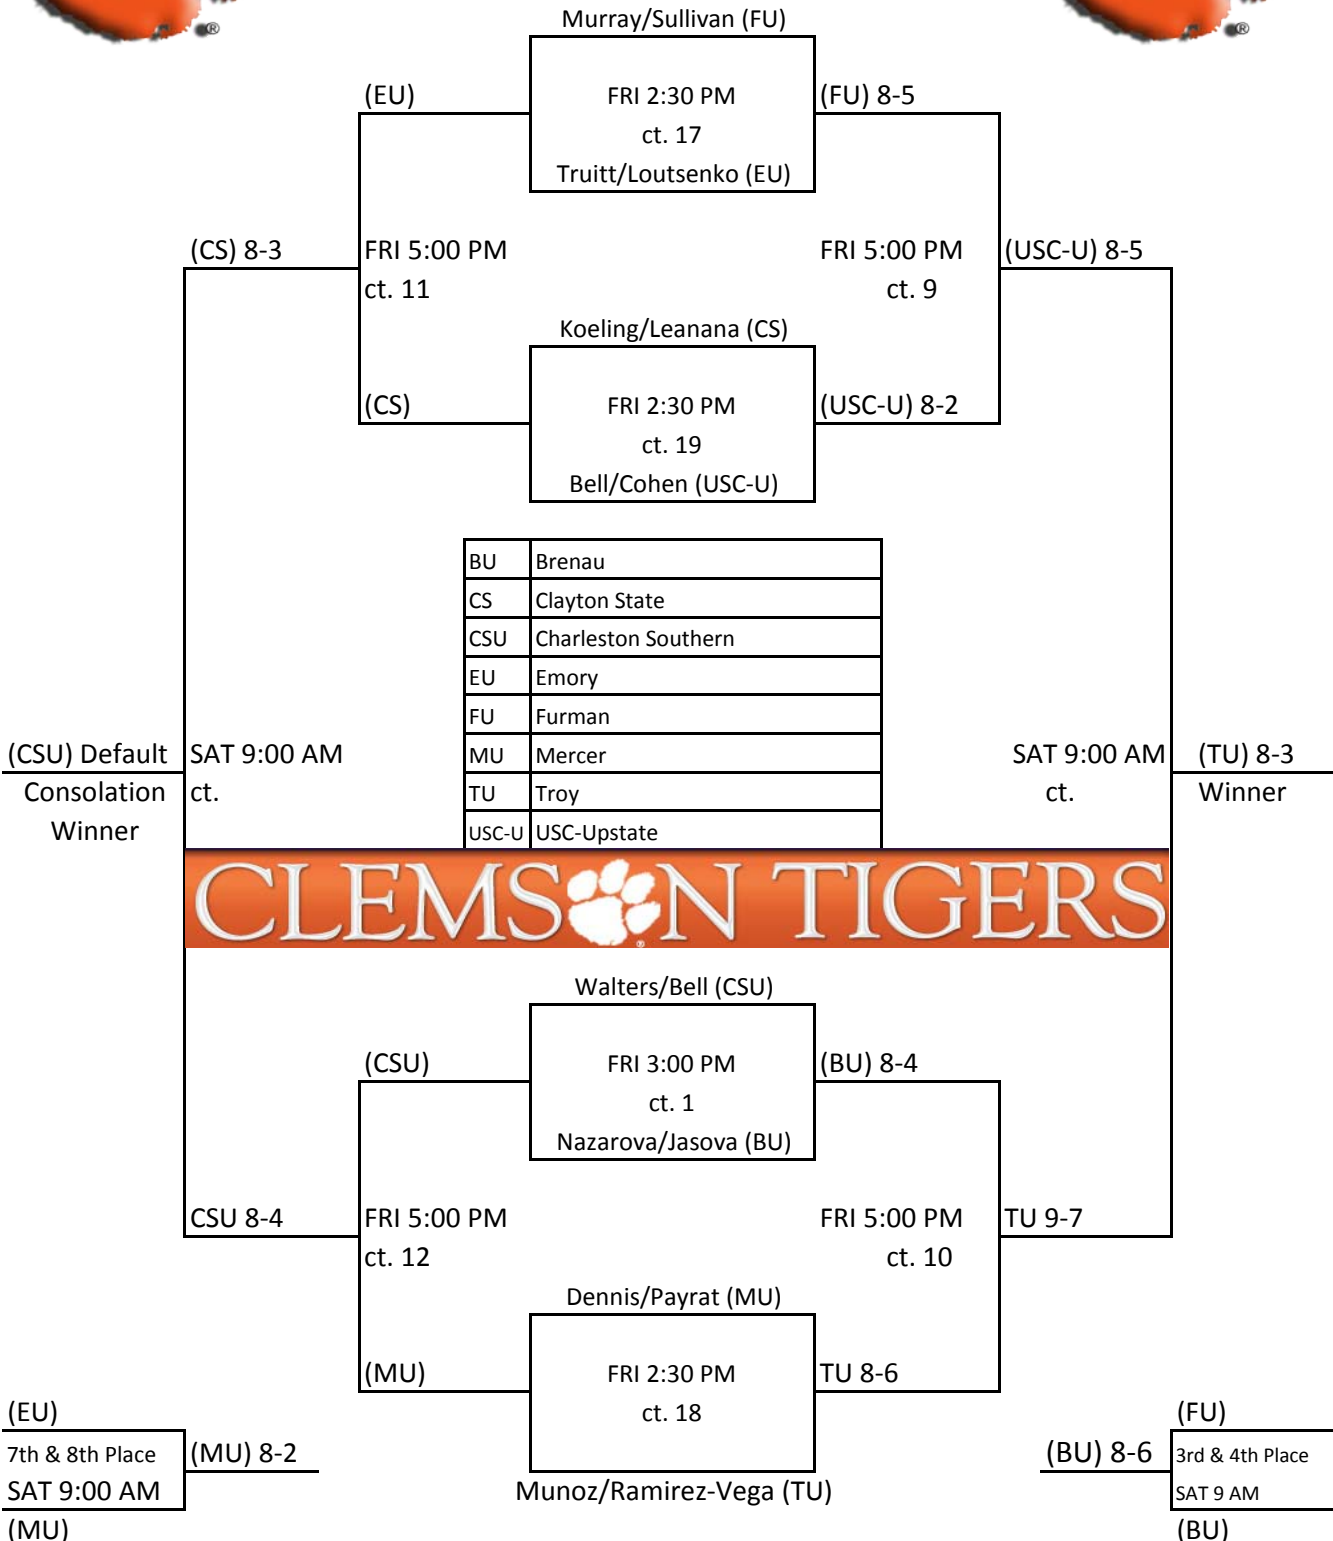 Murray/Sullivan (FU)
(EU) FRI 2:30 PM (FU) 8-5
ct. 17
Truitt/Loutsenko (EU)
(CS) 8-3 FRI 5:00 PM FRI 5:00 PM (USC-U) 8-5
ct. 11 ct. 9
Koeling/Leanana (CS)
(CS) FRI 2:30 PM (USC-U) 8-2
ct. 19
Bell/Cohen (USC-U)
BU Brenau
CS Clayton State
CSU Charleston Southern
EU Emory
FU Furman
(CSU) Default SAT 9:00 AM MU Mercer SAT 9:00 AM (TU) 8-3
Consolation ct. TU Troy ct. Winner
Winner USC-U USC-Upstate
CLEMSON TIGERS
®
Walters/Bell (CSU)
(CSU) FRI 3:00 PM (BU) 8-4
ct. 1
Nazarova/Jasova (BU)
CSU 8-4 FRI 5:00 PM FRI 5:00 PM TU 9-7
ct. 12 ct. 10
Dennis/Payrat (MU)
(MU) FRI 2:30 PM TU 8-6
(EU) ct. 18 (FU)
7th & 8th Place (MU) 8-2 (BU) 8-6 3rd & 4th Place
SAT 9:00 AM Munoz/Ramirez-Vega (TU) SAT 9 AM
(MU) (BU)